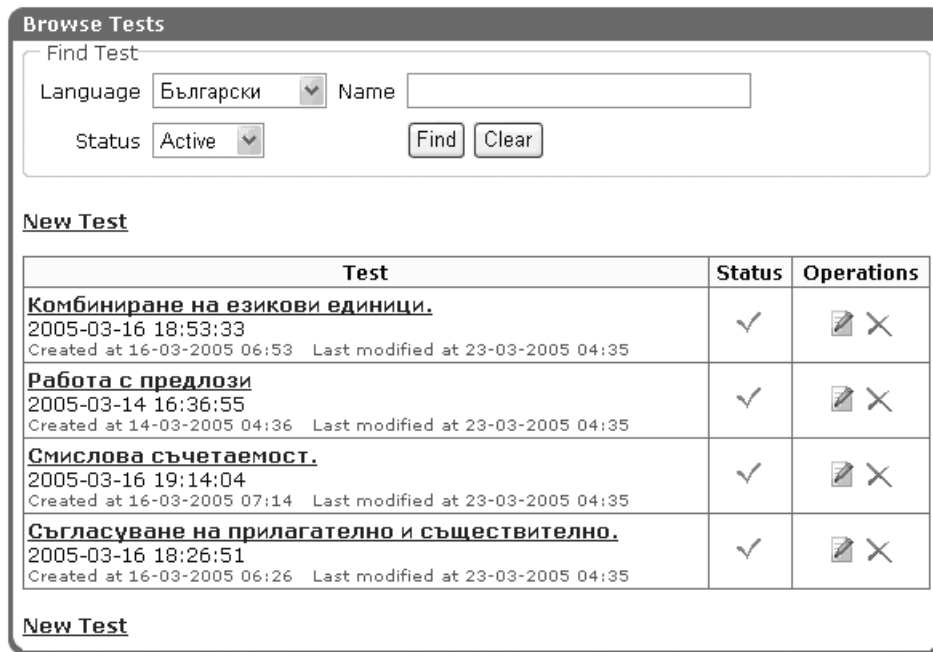 Browse Tests
Find Test
Language Български Name
Status Active Find Clear
New Test
Test Status Operations
Комбиниране на езикови единици.
2005-03-16 18:53:33
Created at 16-03-2005 06:53 Last modified at 23-03-2005 04:35
Работа с предлози
2005-03-14 16:36:55
Created at 14-03-2005 04:36 Last modified at 23-03-2005 04:35
Смислова съчетаемост.
2005-03-16 19:14:04
Created at 16-03-2005 07:14 Last modified at 23-03-2005 04:35
Съгласуване на прилагателно и съществително.
2005-03-16 18:26:51
Created at 16-03-2005 06:26 Last modified at 23-03-2005 04:35
New Test